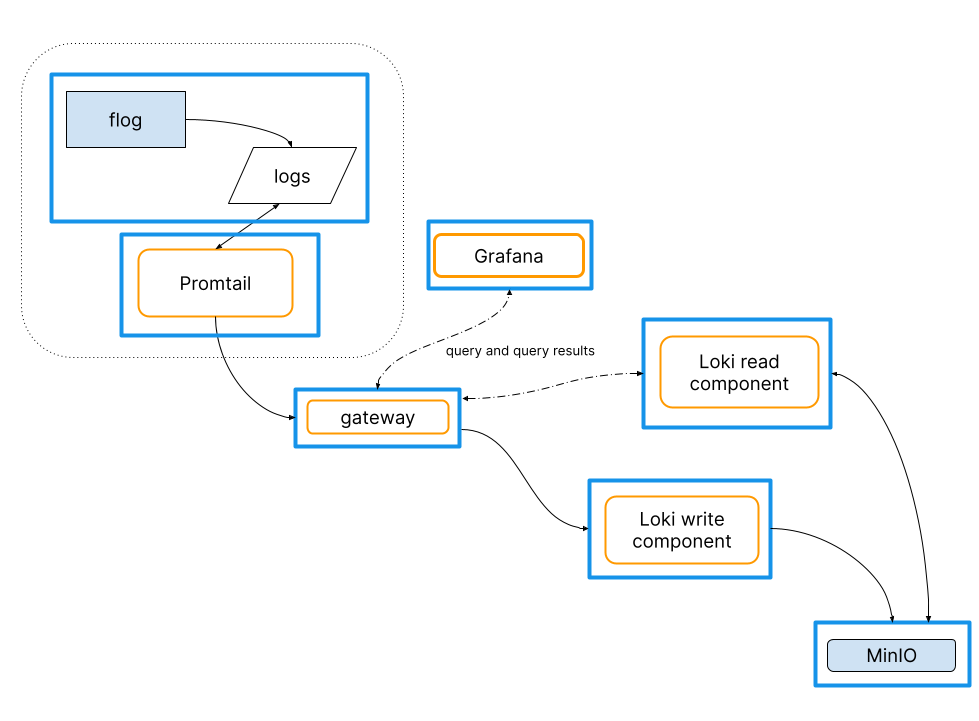 flog
logs
Promtail
Grafana
query and query results
gateway
Loki read
component
Loki write
component
MinIO